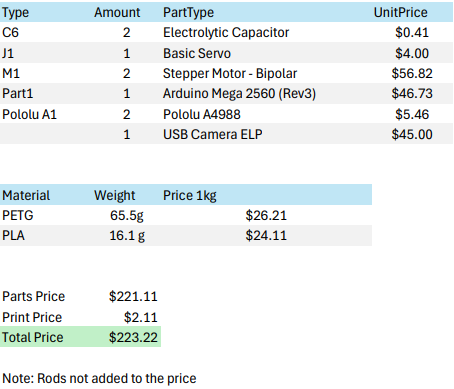 Type Amount PartType UnitPrice
C6 2 Electrolytic Capacitor $0.41
J1 1 Basic Servo $4.00
M1 2 Stepper Motor - Bipolar $56.82
Part1 1 Arduino Mega 2560 (Rev3) $46.73
Pololu A1 2 Pololu A4988 $5.46
1 USB Camera ELP $45.00
Material Weight Price 1kg
PETG 65.5g $26.21
PLA 16.1 g $24.11
Parts Price $221.11
Print Price $2.11
Total Price $223.22
Note: Rods not added to the price